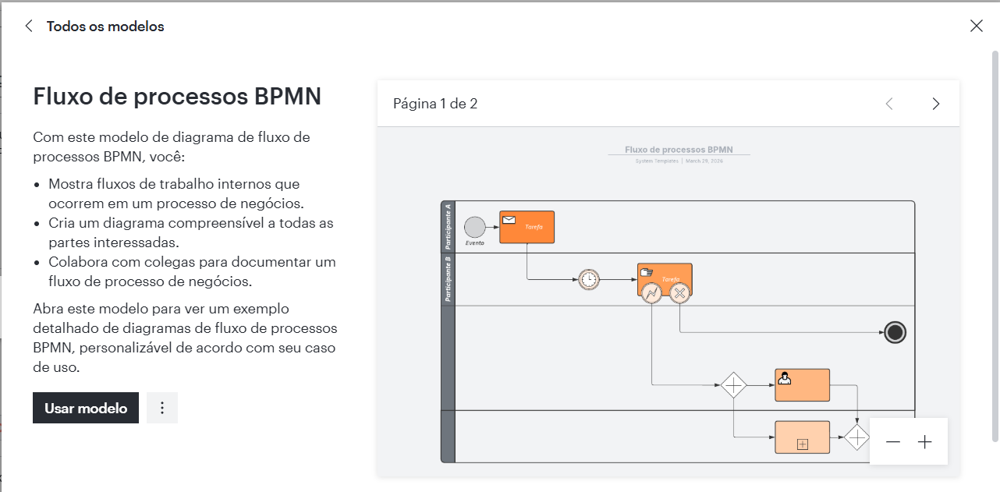 Todos os modelos
Fluxo de processos BPMN
Com este modelo de diagrama de fluxo de
processos BPMN, você:
Mostra fluxos de trabalho internos que
ocorrem em um processo de negócios.
Cria um diagrama compreensível a todas as
partes interessadas.
Colabora com colegas para documentar um
fluxo de processo de negócios.
Abra este modelo para ver um exemplo
detalhado de diagramas de fluxo de processos
BPMN, personalizável de acordo com seu caso
de uso.
Usar modelo
Página 1 de 2
Fluxo de processos BPMN
System Templates | March 29, 2026
Participante A
Evento
Tarefa
Participante B
Tarefa